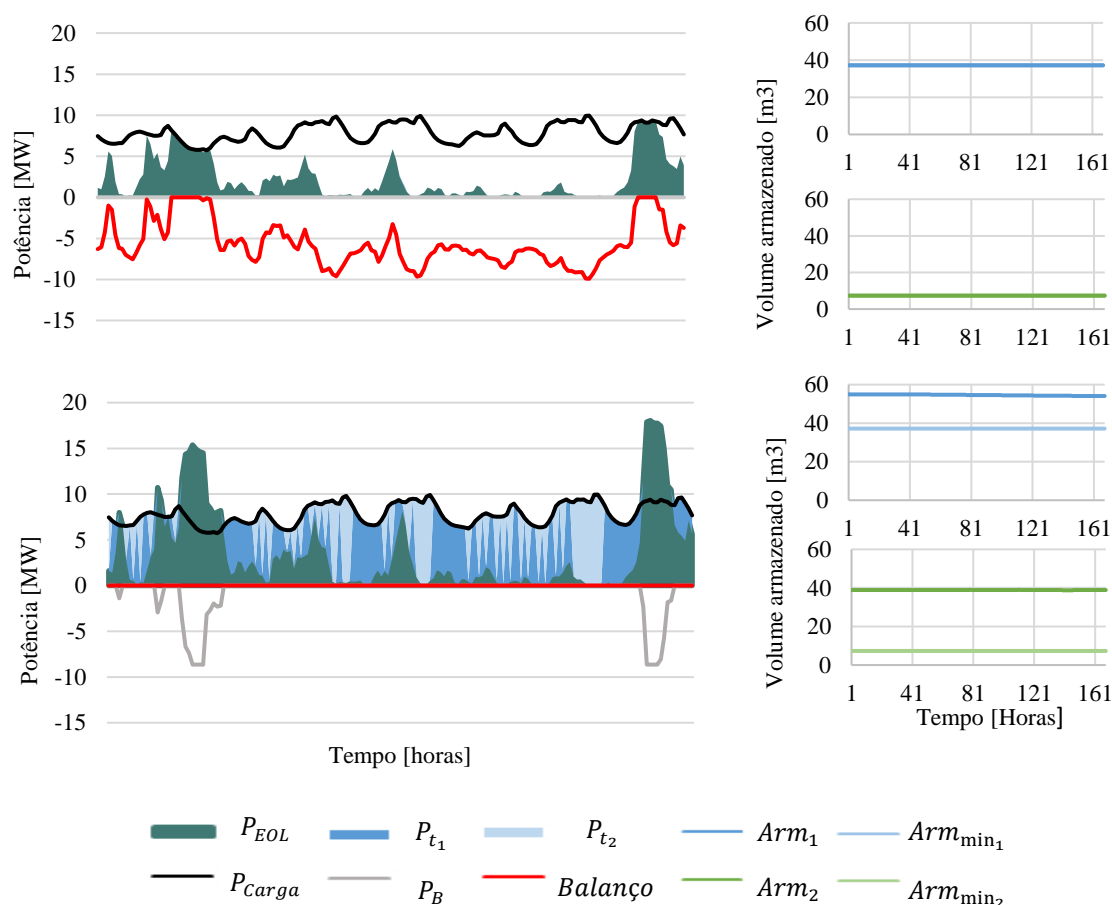 Potência [MW]
20
15
10
5
0
-5
-10
-15
Volume armazenado [m3]
60
40
20
0
1 41 81 121 161
60
40
20
0
1 41 81 121 161
Potência [MW]
20
15
10
5
0
-5
-10
-15
Tempo [horas]
Volume armazenado [m3]
60
40
20
0
1 41 81 121 161
60
40
20
0
1 41 81 121 161
Tempo [Horas]
P_EOL P_t₁ P_t₂ Arm₁ Arm_min₁
P_Carga P_B Balanço Arm₂ Arm_min₂